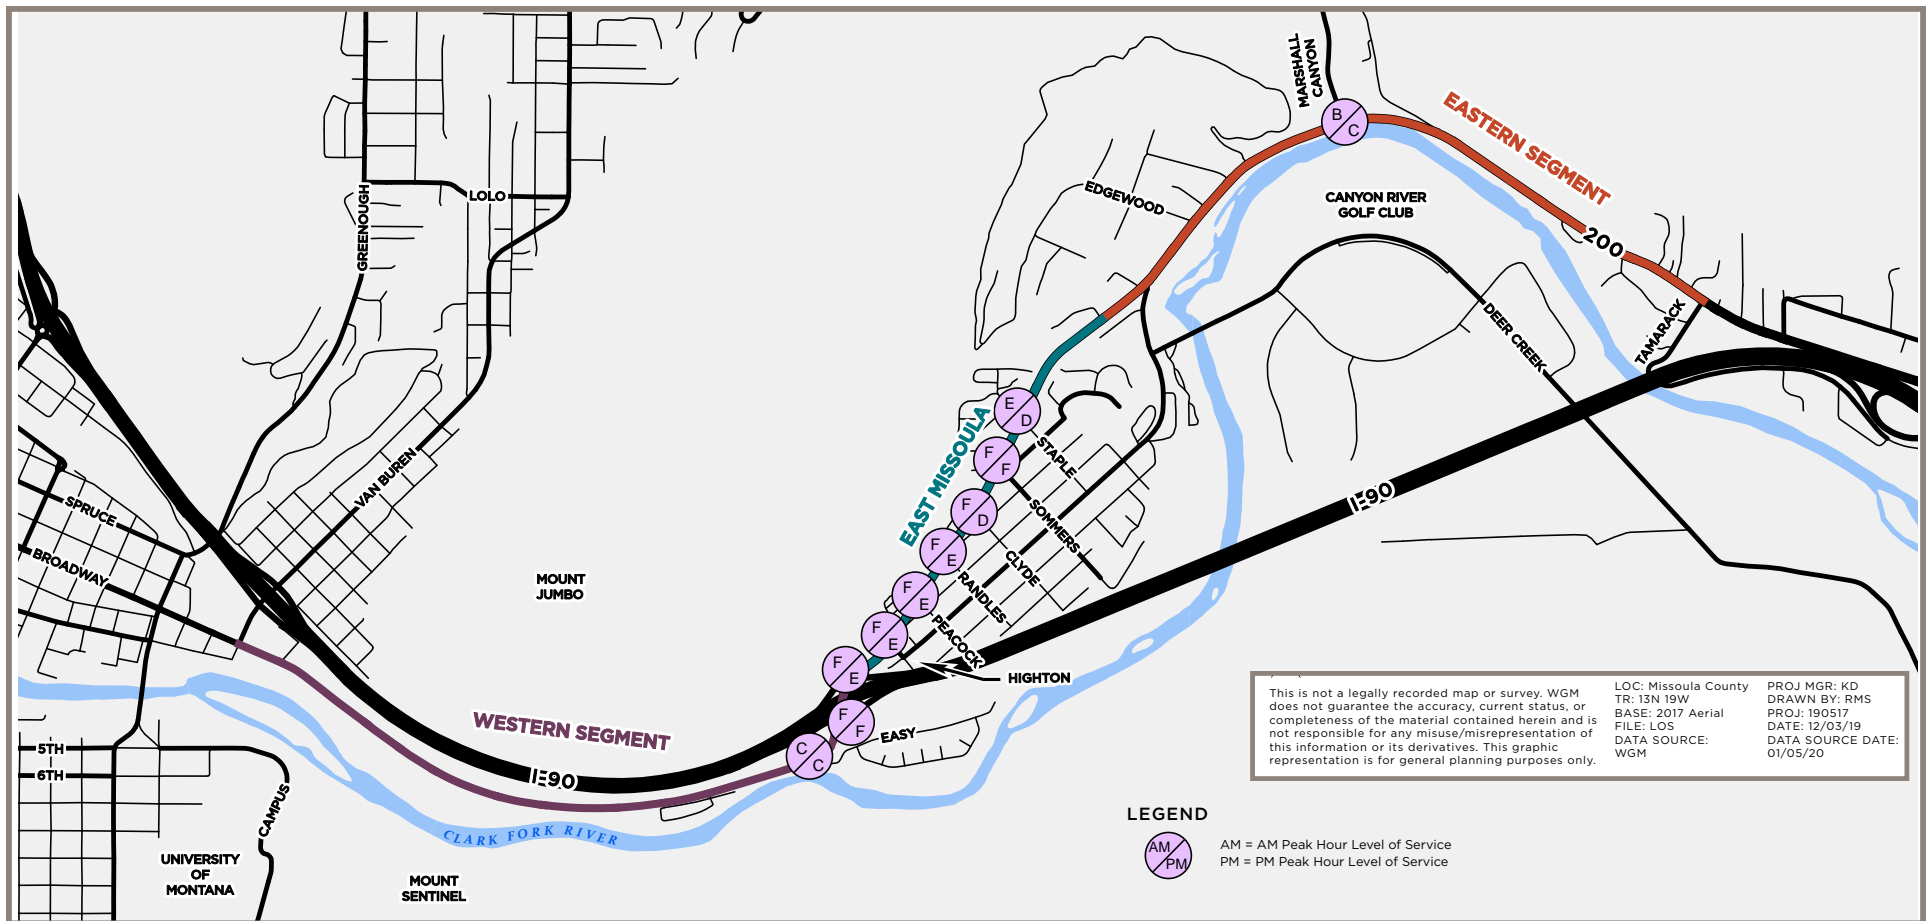 MARSHALL
CANYON
B
C
EASTERN SEGMENT
GREENOUGH
LOLO
EDGEWOOD
CANYON RIVER
GOLF CLUB
200
DEER CREEK
TAMARACK
E
D
EAST MISSOULA
STAPLE
F
F
VAN BUREN
I-90
SPRUCE
F
D
SOMMERS
F
E
CLYDE
BROADWAY
MOUNT
JUMBO
F
E
RANDLES
F
E
PEACOCK
F
E
HIGHTON
F
F
EASY
WESTERN SEGMENT
C
C
5TH
6TH
I-90
CAMPUS
CLARK FORK RIVER
UNIVERSITY
OF
MONTANA
MOUNT
SENTINEL
This is not a legally recorded map or survey. WGM
does not guarantee the accuracy, current status, or
completeness of the material contained herein and is
not responsible for any misuse/misrepresentation of
this information or its derivatives. This graphic
representation is for general planning purposes only.
LOC: Missoula County
TR: 13N 19W
BASE: 2017 Aerial
FILE: LOS
DATA SOURCE:
WGM
PROJ MGR: KD
DRAWN BY: RMS
PROJ: 190517
DATE: 12/03/19
DATA SOURCE DATE:
01/05/20
LEGEND
AM
PM
AM = AM Peak Hour Level of Service
PM = PM Peak Hour Level of Service